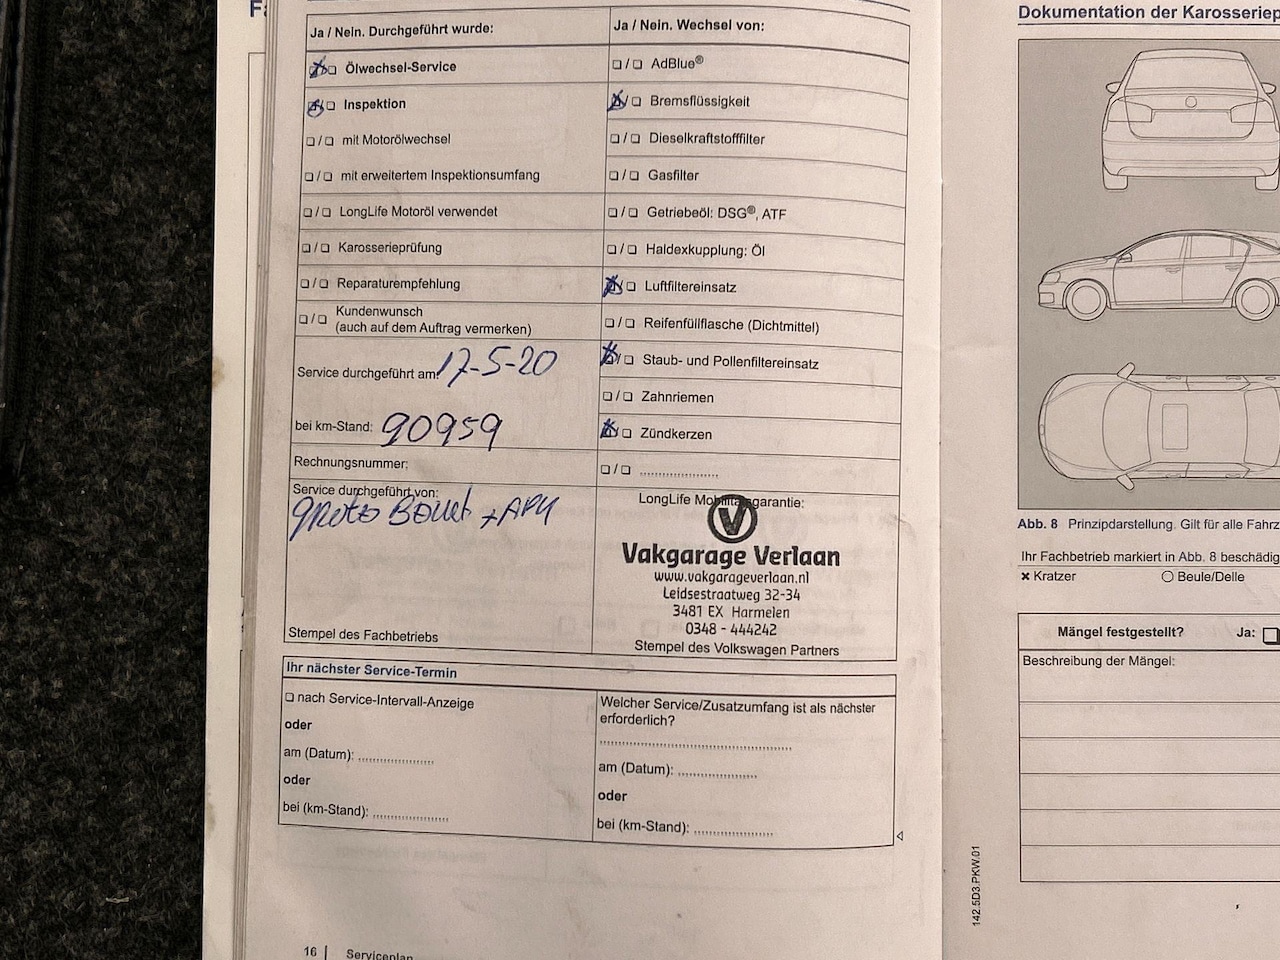 Ja / Nein. Durchgeführt wurde:
Ölwechsel-Service
Inspektion
mit Motorölwechsel
mit erweitertem Inspektionsumfang
LongLife Motoröl verwendet
Karosserieprüfung
Reparaturempfehlung
Kundenwunsch
(auch auf dem Auftrag vermerken)
Service durchgeführt am: 17-5-20
bei km-Stand: 90959
Rechnungsnummer:
Service durchgeführt von:
+ APK
Stempel des Fachbetriebs
Ja / Nein. Wechsel von:
AdBlue®
Bremsflüssigkeit
Dieselkraftstofffilter
Gasfilter
Getriebeöl: DSG®, ATF
Haldexkupplung: Öl
Luftfiltereinsatz
Reifenfüllflasche (Dichtmittel)
Staub- und Pollenfiltereinsatz
Zahnriemen
Zündkerzen
LongLife Mobilitätsgarantie:
V
Vakgarage Verlaan
www.vakgarageverlaan.nl
Leidsestraatweg 32-34
3481 EX Harmelen
0348 - 444242
Stempel des Volkswagen Partners
Ihr nächster Service-Termin
nach Service-Intervall-Anzeige
oder
am (Datum):
oder
bei (km-Stand):
Welcher Service/Zusatzumfang ist als nächster
erforderlich?
am (Datum):
oder
bei (km-Stand):
16 | Serviceplan
Dokumentation der Karosseriep
Abb. 8 Prinzipdarstellung. Gilt für alle Fahrz
Ihr Fachbetrieb markiert in Abb. 8 beschädig
Kratzer
Beule/Delle
Mängel festgestellt? Ja:
Beschreibung der Mängel:
142.5D3.PKW.01